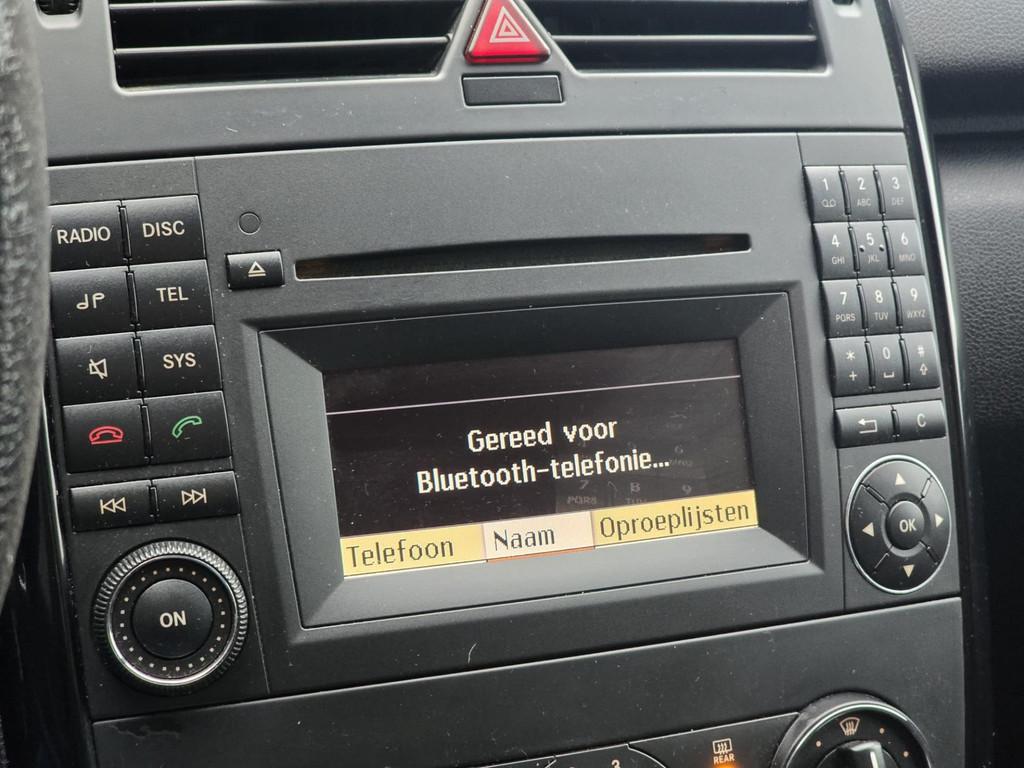 RADIO DISC
TEL
SYS
ON
Gereed voor
Bluetooth-telefonie...
Telefoon Naam Oproeplijsten
1 2 ABC 3 DEF
4 GHI 5 JKL 6 MNO
7 PQRS 8 TUV 9 WXYZ
* + 0 #
C
OK
3
REAR